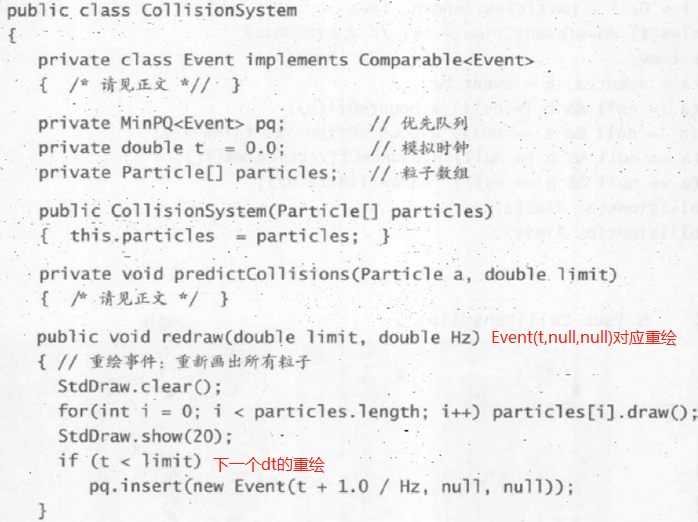 public class CollisionSystem
{
private class Event implements Comparable<Event>
{ /* 请见正文 *// }
private MinPQ<Event> pq; // 优先队列
private double t = 0.0; // 模拟时钟
private Particle[] particles; // 粒子数组
public CollisionSystem(Particle[] particles)
{ this.particles = particles; }
private void predictCollisions(Particle a, double limit)
{ /* 请见正文 */ }
public void redraw(double limit, double Hz) Event(t,null,null)对应重绘
{ // 重绘事件：重新画出所有粒子
StdDraw.clear();
for(int i = 0; i < particles.length; i++) particles[i].draw();
StdDraw.show(20);
if (t < limit) 下一个dt的重绘
pq.insert(new Event(t + 1.0 / Hz, null, null));
}